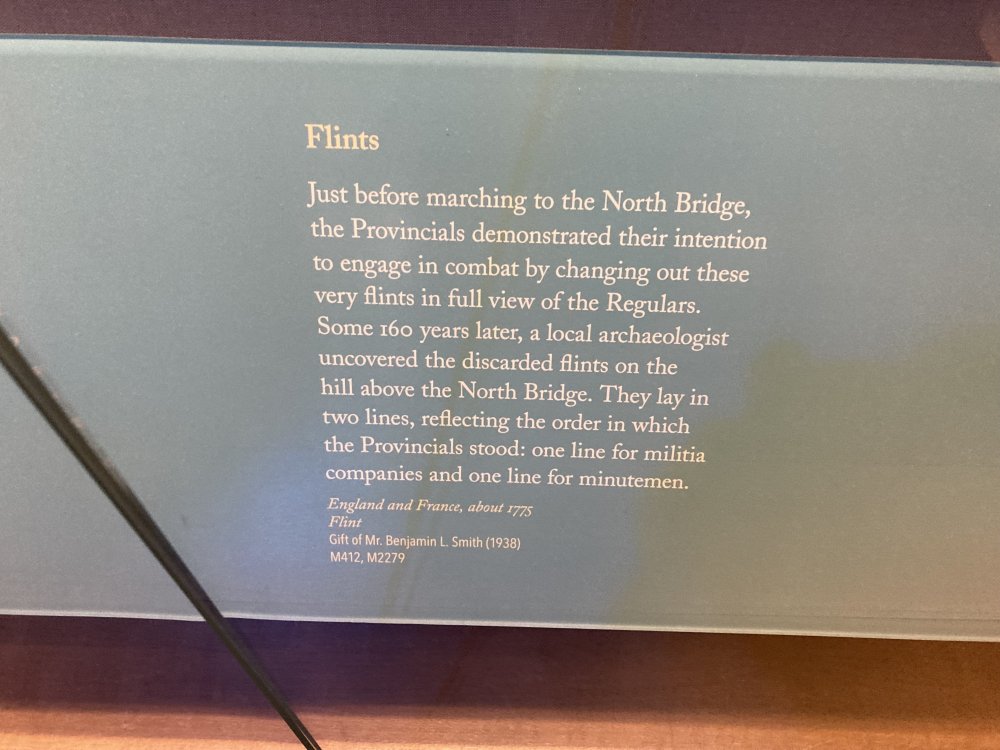 Flints
Just before marching to the North Bridge,
the Provincials demonstrated their intention
to engage in combat by changing out these
very flints in full view of the Regulars.
Some 160 years later, a local archaeologist
uncovered the discarded flints on the
hill above the North Bridge. They lay in
two lines, reflecting the order in which
the Provincials stood: one line for militia
companies and one line for minutemen.
England and France, about 1775
Flint
Gift of Mr. Benjamin L. Smith (1938)
M412, M2279